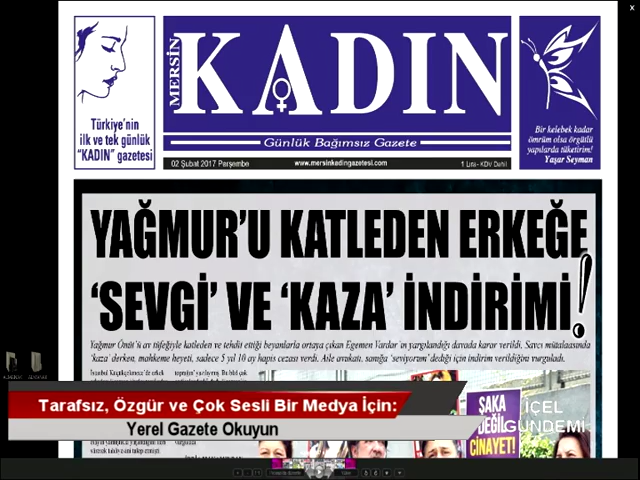 MERSİN
KADIN
Günlük Bağımsız Gazete
Türkiye'nin
ilk ve tek günlük
"KADIN" gazetesi
Bir kelebek kadar
ömrüm olsa örgütlü
yapılarda tüketirim!
Yaşar Seyman
02 Şubat 2017 Perşembe
www.mersinkadingazetesi.com
1 Lira- KDV Dahil
YAĞMUR'U KATLEDEN ERKEĞE
'SEVGİ' VE 'KAZA' İNDİRİMİ!
Yağmur Önüt'ü av tüfeğiyle katleden ve tehdit ettiği beyanlarla ortaya çıkan Egemen Vardar'ın yargılandığı davada karar verildi. Savcı mütalaasında
'kaza' derken, mahkeme heyeti, sadece 5 yıl 10 ay hapis cezası verdi. Aile avukatı, sanığa 'seviyorum' dediği için indirim verildiğini vurguladı.
ŞAKA
DEĞİL
CİNAYET!
İÇEL
GÜNDEMİ
Tarafsız, Özgür ve Çok Sesli Bir Medya İçin:
Yerel Gazete Okuyun